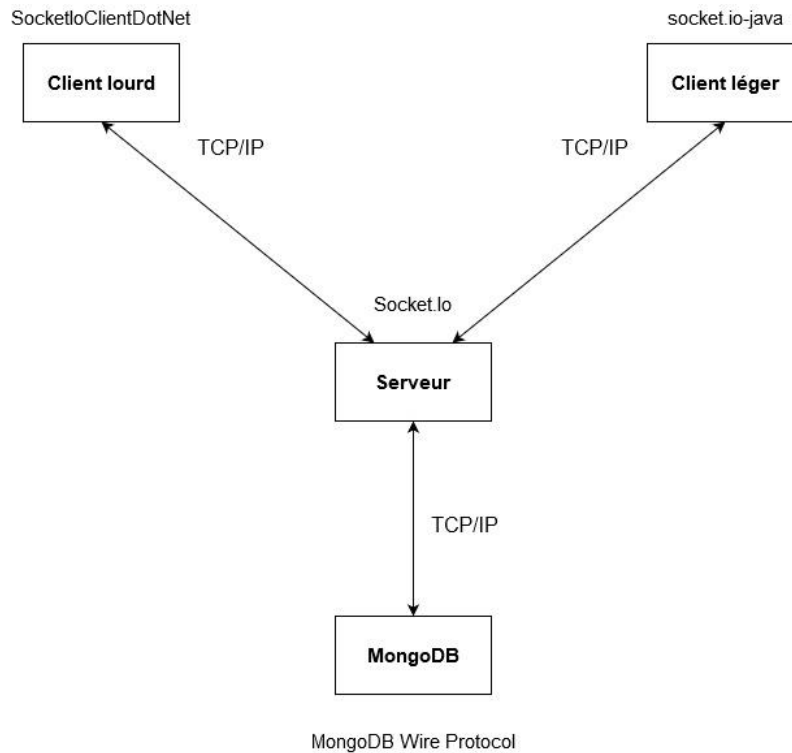 SocketIoClientDotNet
socket.io-java
Client lourd
Client léger
TCP/IP
TCP/IP
Socket.Io
Serveur
TCP/IP
MongoDB
MongoDB Wire Protocol